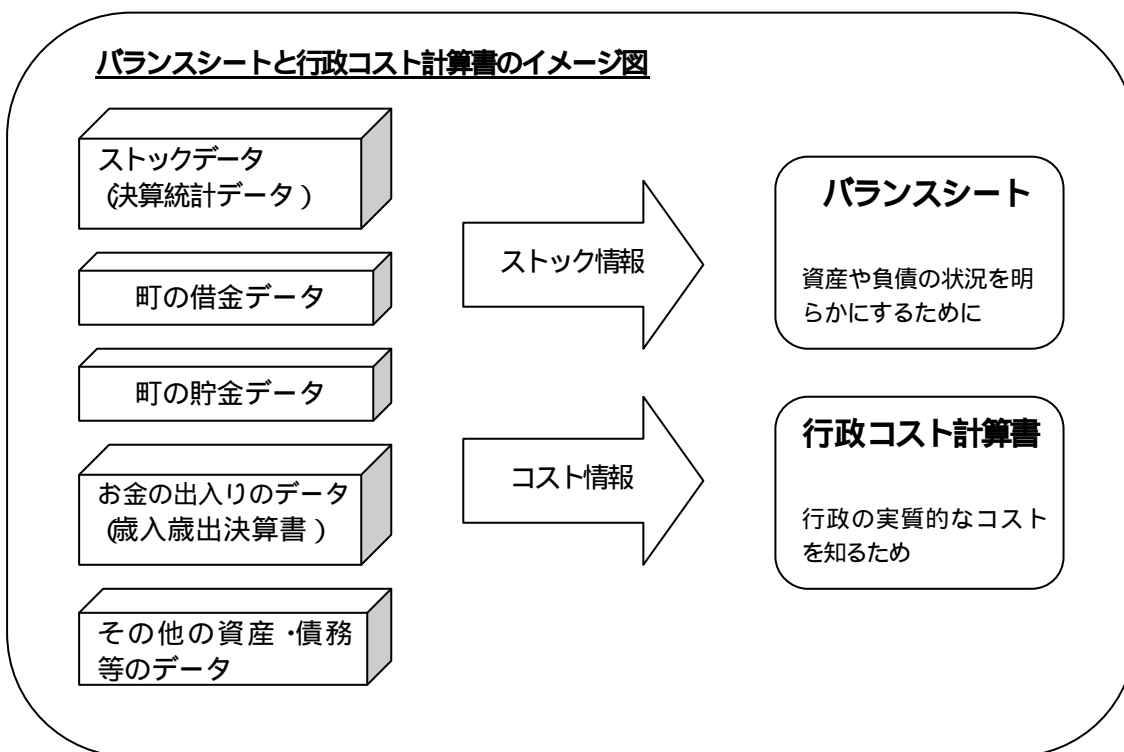 バランスシートと行政コスト計算書のイメージ図
ストックデータ
(決算統計データ)
町の借金データ
町の貯金データ
お金の出入りのデータ
(歳入歳出決算書)
その他の資産・債務
等のデータ
ストック情報
コスト情報
バランスシート
資産や負債の状況を明
らかにするために
行政コスト計算書
行政の実質的なコスト
を知るため